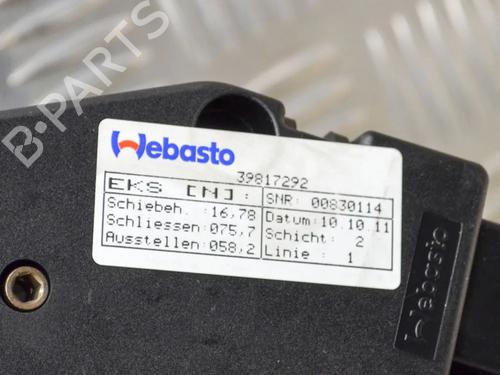 B-PARTS
Webasto
39817292
EKS [N]: SNR: 00830114
Schiebeh. :16,78 Datum:10.10.11
Schliessen:075,7 Schicht: 2
Ausstellen:058,2 Linie : 1
Webasto
B-PARTS